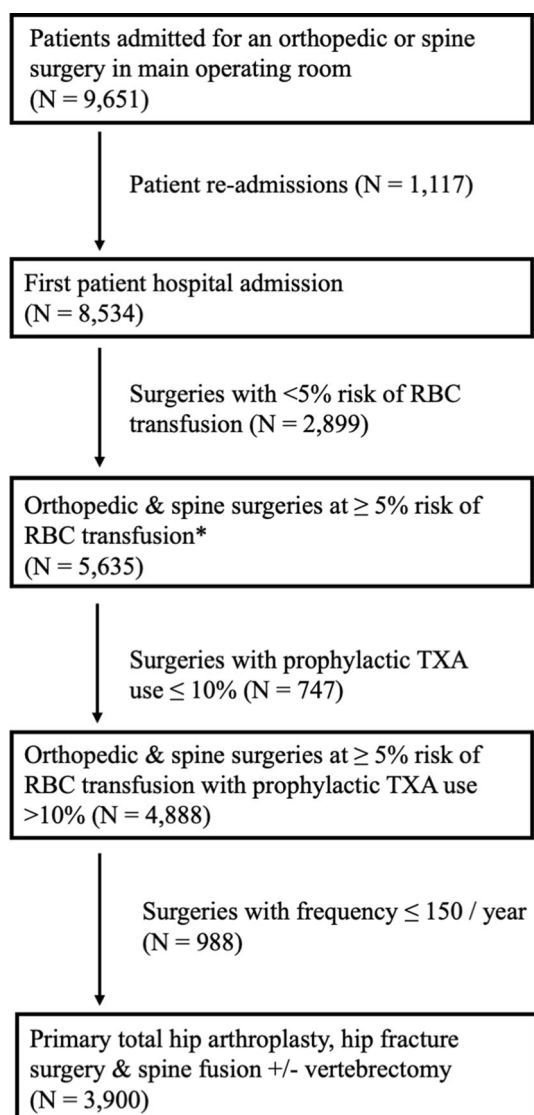 Patients admitted for an orthopedic or spine
surgery in main operating room
(N = 9,651)
Patient re-admissions (N = 1,117)
First patient hospital admission
(N = 8,534)
Surgeries with <5% risk of RBC
transfusion (N = 2,899)
Orthopedic & spine surgeries at ≥ 5% risk of
RBC transfusion*
(N = 5,635)
Surgeries with prophylactic TXA
use ≤ 10% (N = 747)
Orthopedic & spine surgeries at ≥ 5% risk of
RBC transfusion with prophylactic TXA use
>10% (N = 4,888)
Surgeries with frequency ≤ 150 / year
(N = 988)
Primary total hip arthroplasty, hip fracture
surgery & spine fusion +/- vertebrectomy
(N = 3,900)